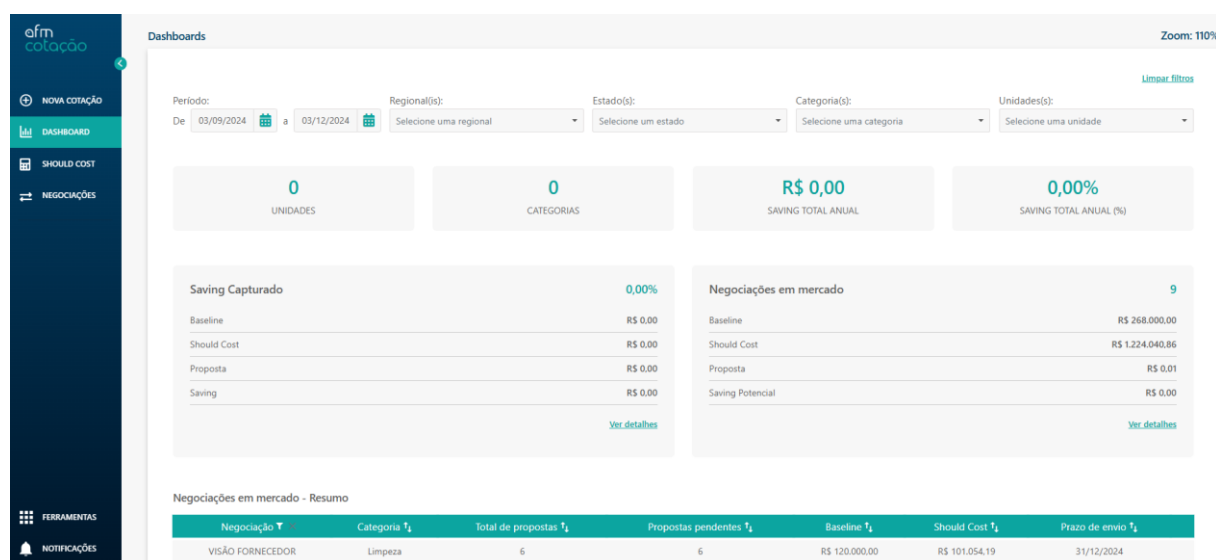 afm
cotação
NOVA COTAÇÃO
DASHBOARD
SHOULD COST
NEGOCIAÇÕES
FERRAMENTAS
NOTIFICAÇÕES
Dashboards Zoom: 110%
Limpar filtros
Período: Regional(is): Estado(s): Categoria(s): Unidades(s):
De 03/09/2024 a 03/12/2024 Selecione uma regional Selecione um estado Selecione uma categoria Selecione uma unidade
0 0 R$ 0,00 0,00%
UNIDADES CATEGORIAS SAVING TOTAL ANUAL SAVING TOTAL ANUAL (%)
Saving Capturado 0,00%
Baseline R$ 0,00
Should Cost R$ 0,00
Proposta R$ 0,00
Saving R$ 0,00
Ver detalhes
Negociações em mercado 9
Baseline R$ 268.000,00
Should Cost R$ 1.224.040,86
Proposta R$ 0,01
Saving Potencial R$ 0,00
Ver detalhes
Negociações em mercado - Resumo
Negociação Categoria Total de propostas Propostas pendentes Baseline Should Cost Prazo de envio
VISÃO FORNECEDOR Limpeza 6 6 R$ 120.000,00 R$ 101.054,19 31/12/2024